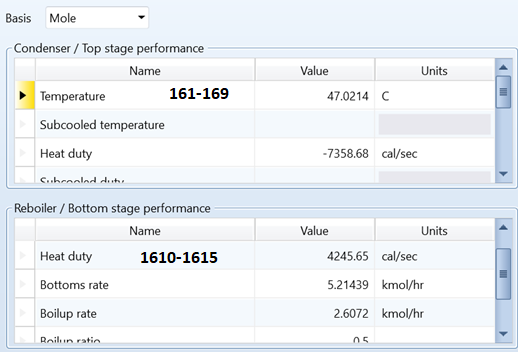 Basis Mole
Condenser / Top stage performance
Name Value Units
Temperature 161-169 47.0214 C
Subcooled temperature
Heat duty -7358.68 cal/sec
Subcooled duty
Reboiler / Bottom stage performance
Name Value Units
Heat duty 1610-1615 4245.65 cal/sec
Bottoms rate 5.21439 kmol/hr
Boilup rate 2.6072 kmol/hr
Boilup ratio 0.5